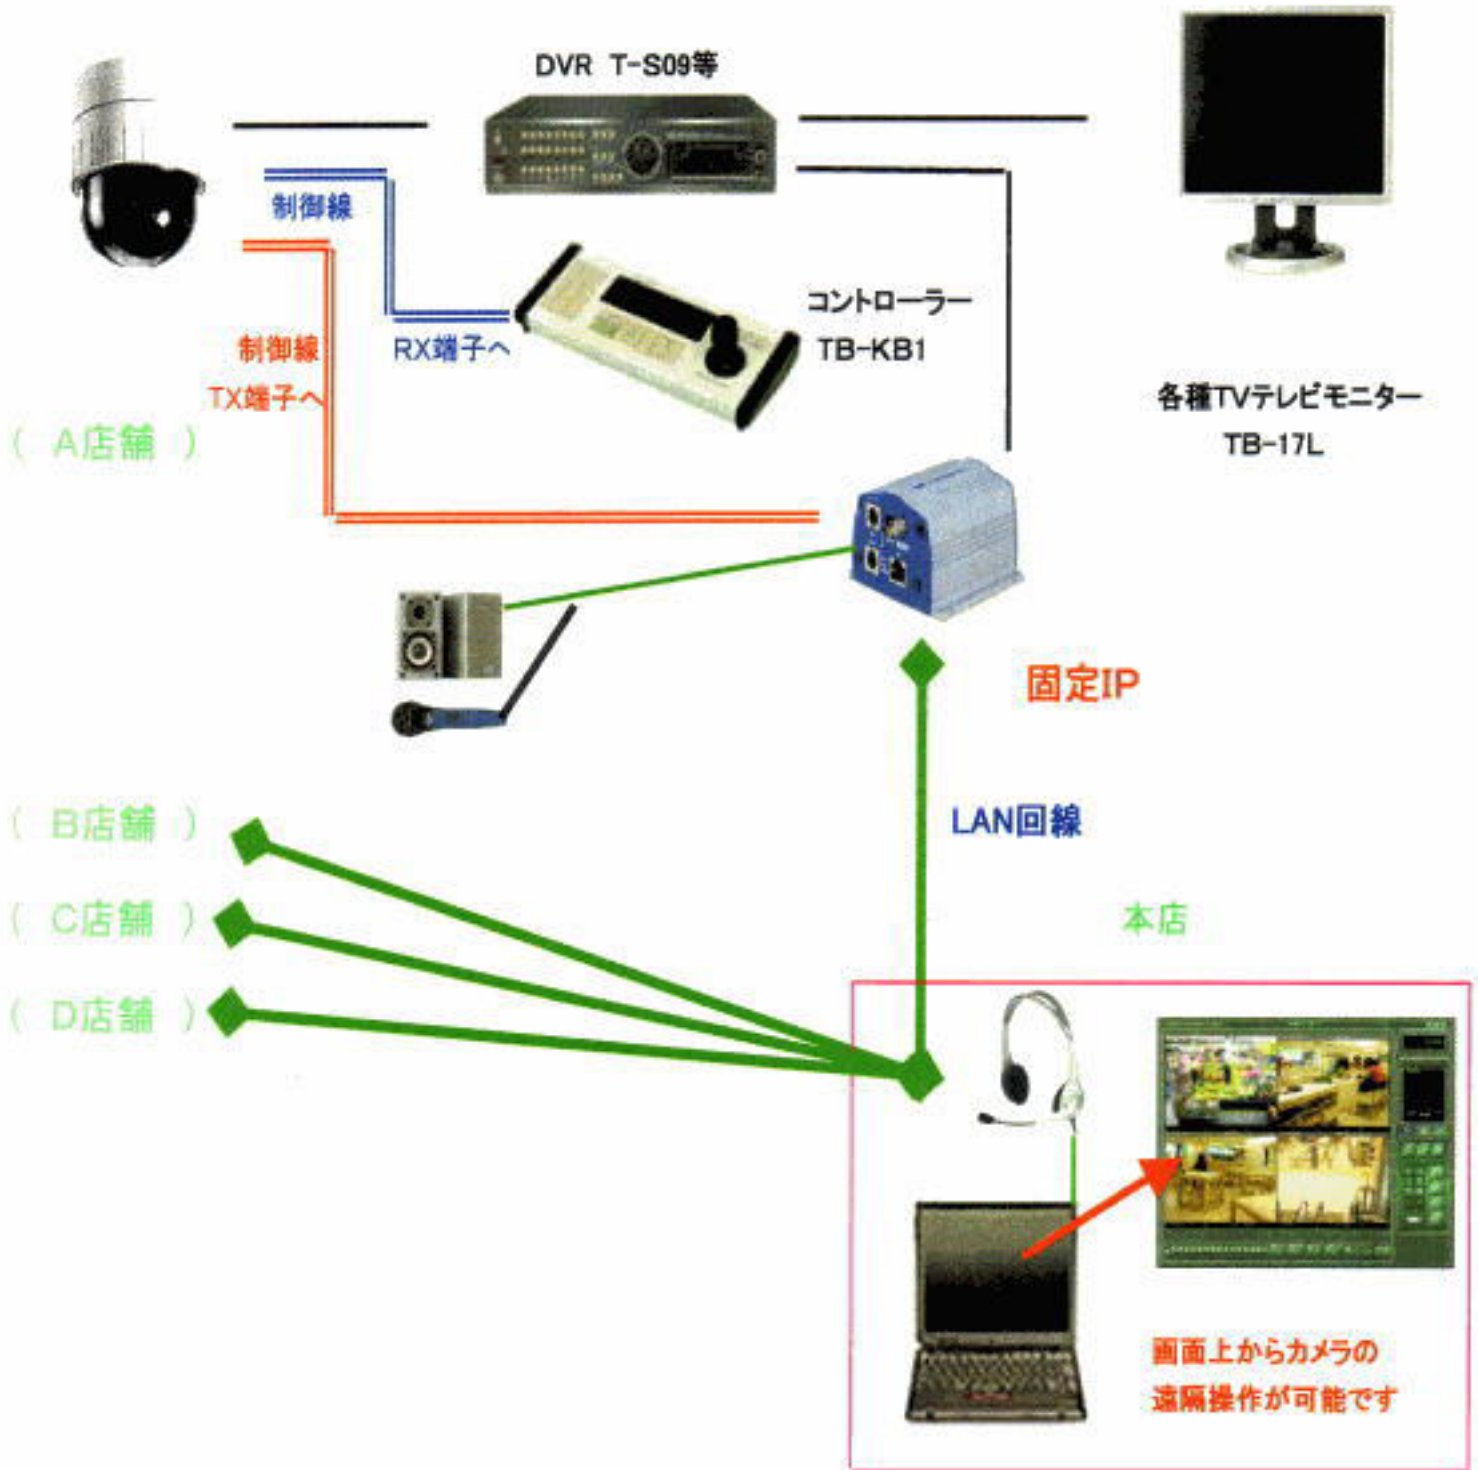 DVR T-S09等
制御線
コントローラー
TB-KB1
制御線
TX端子へ
RX端子へ
各種TVテレビモニター
TB-17L
( A店舗 )
固定IP
( B店舗 )
LAN回線
( C店舗 )
本店
( D店舗 )
画面上からカメラの
遠隔操作が可能です